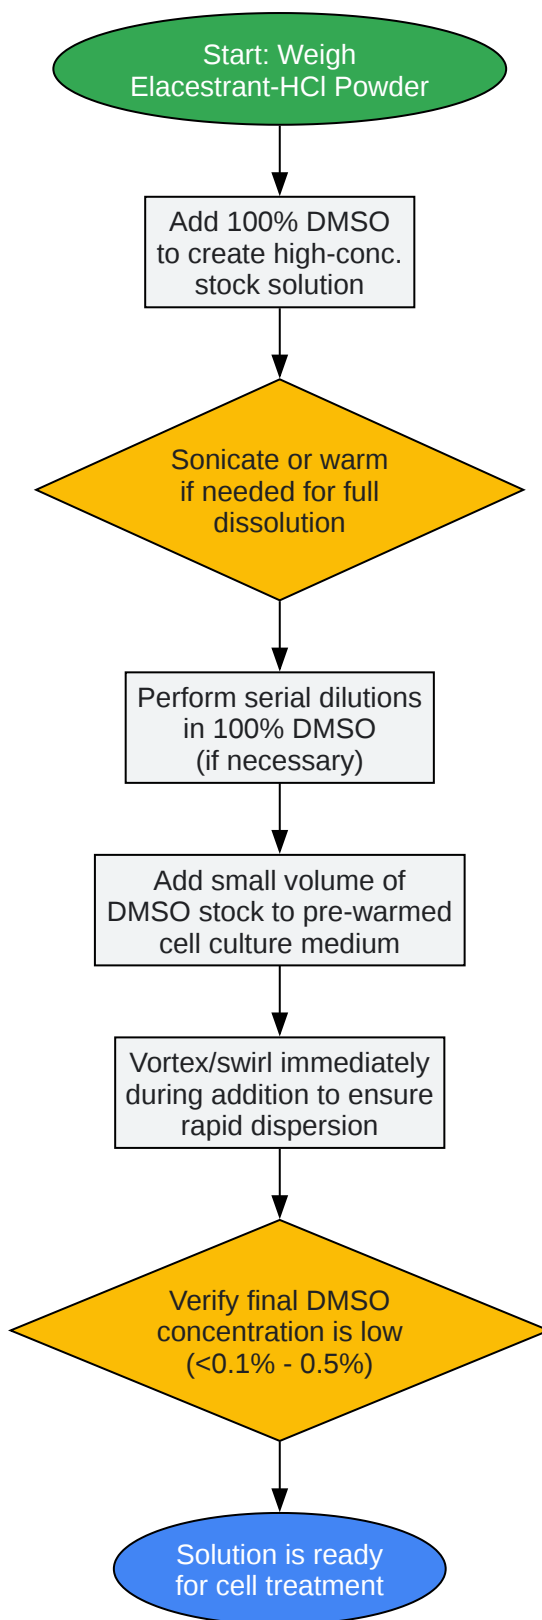 Start: Weigh
Elacestrant-HCl Powder
Add 100% DMSO
to create high-conc.
stock solution
Sonicate or warm
if needed for full
dissolution
Perform serial dilutions
in 100% DMSO
(if necessary)
Add small volume of
DMSO stock to pre-warmed
cell culture medium
Vortex/swirl immediately
during addition to ensure
rapid dispersion
Verify final DMSO
concentration is low
(<0.1% - 0.5%)
Solution is ready
for cell treatment